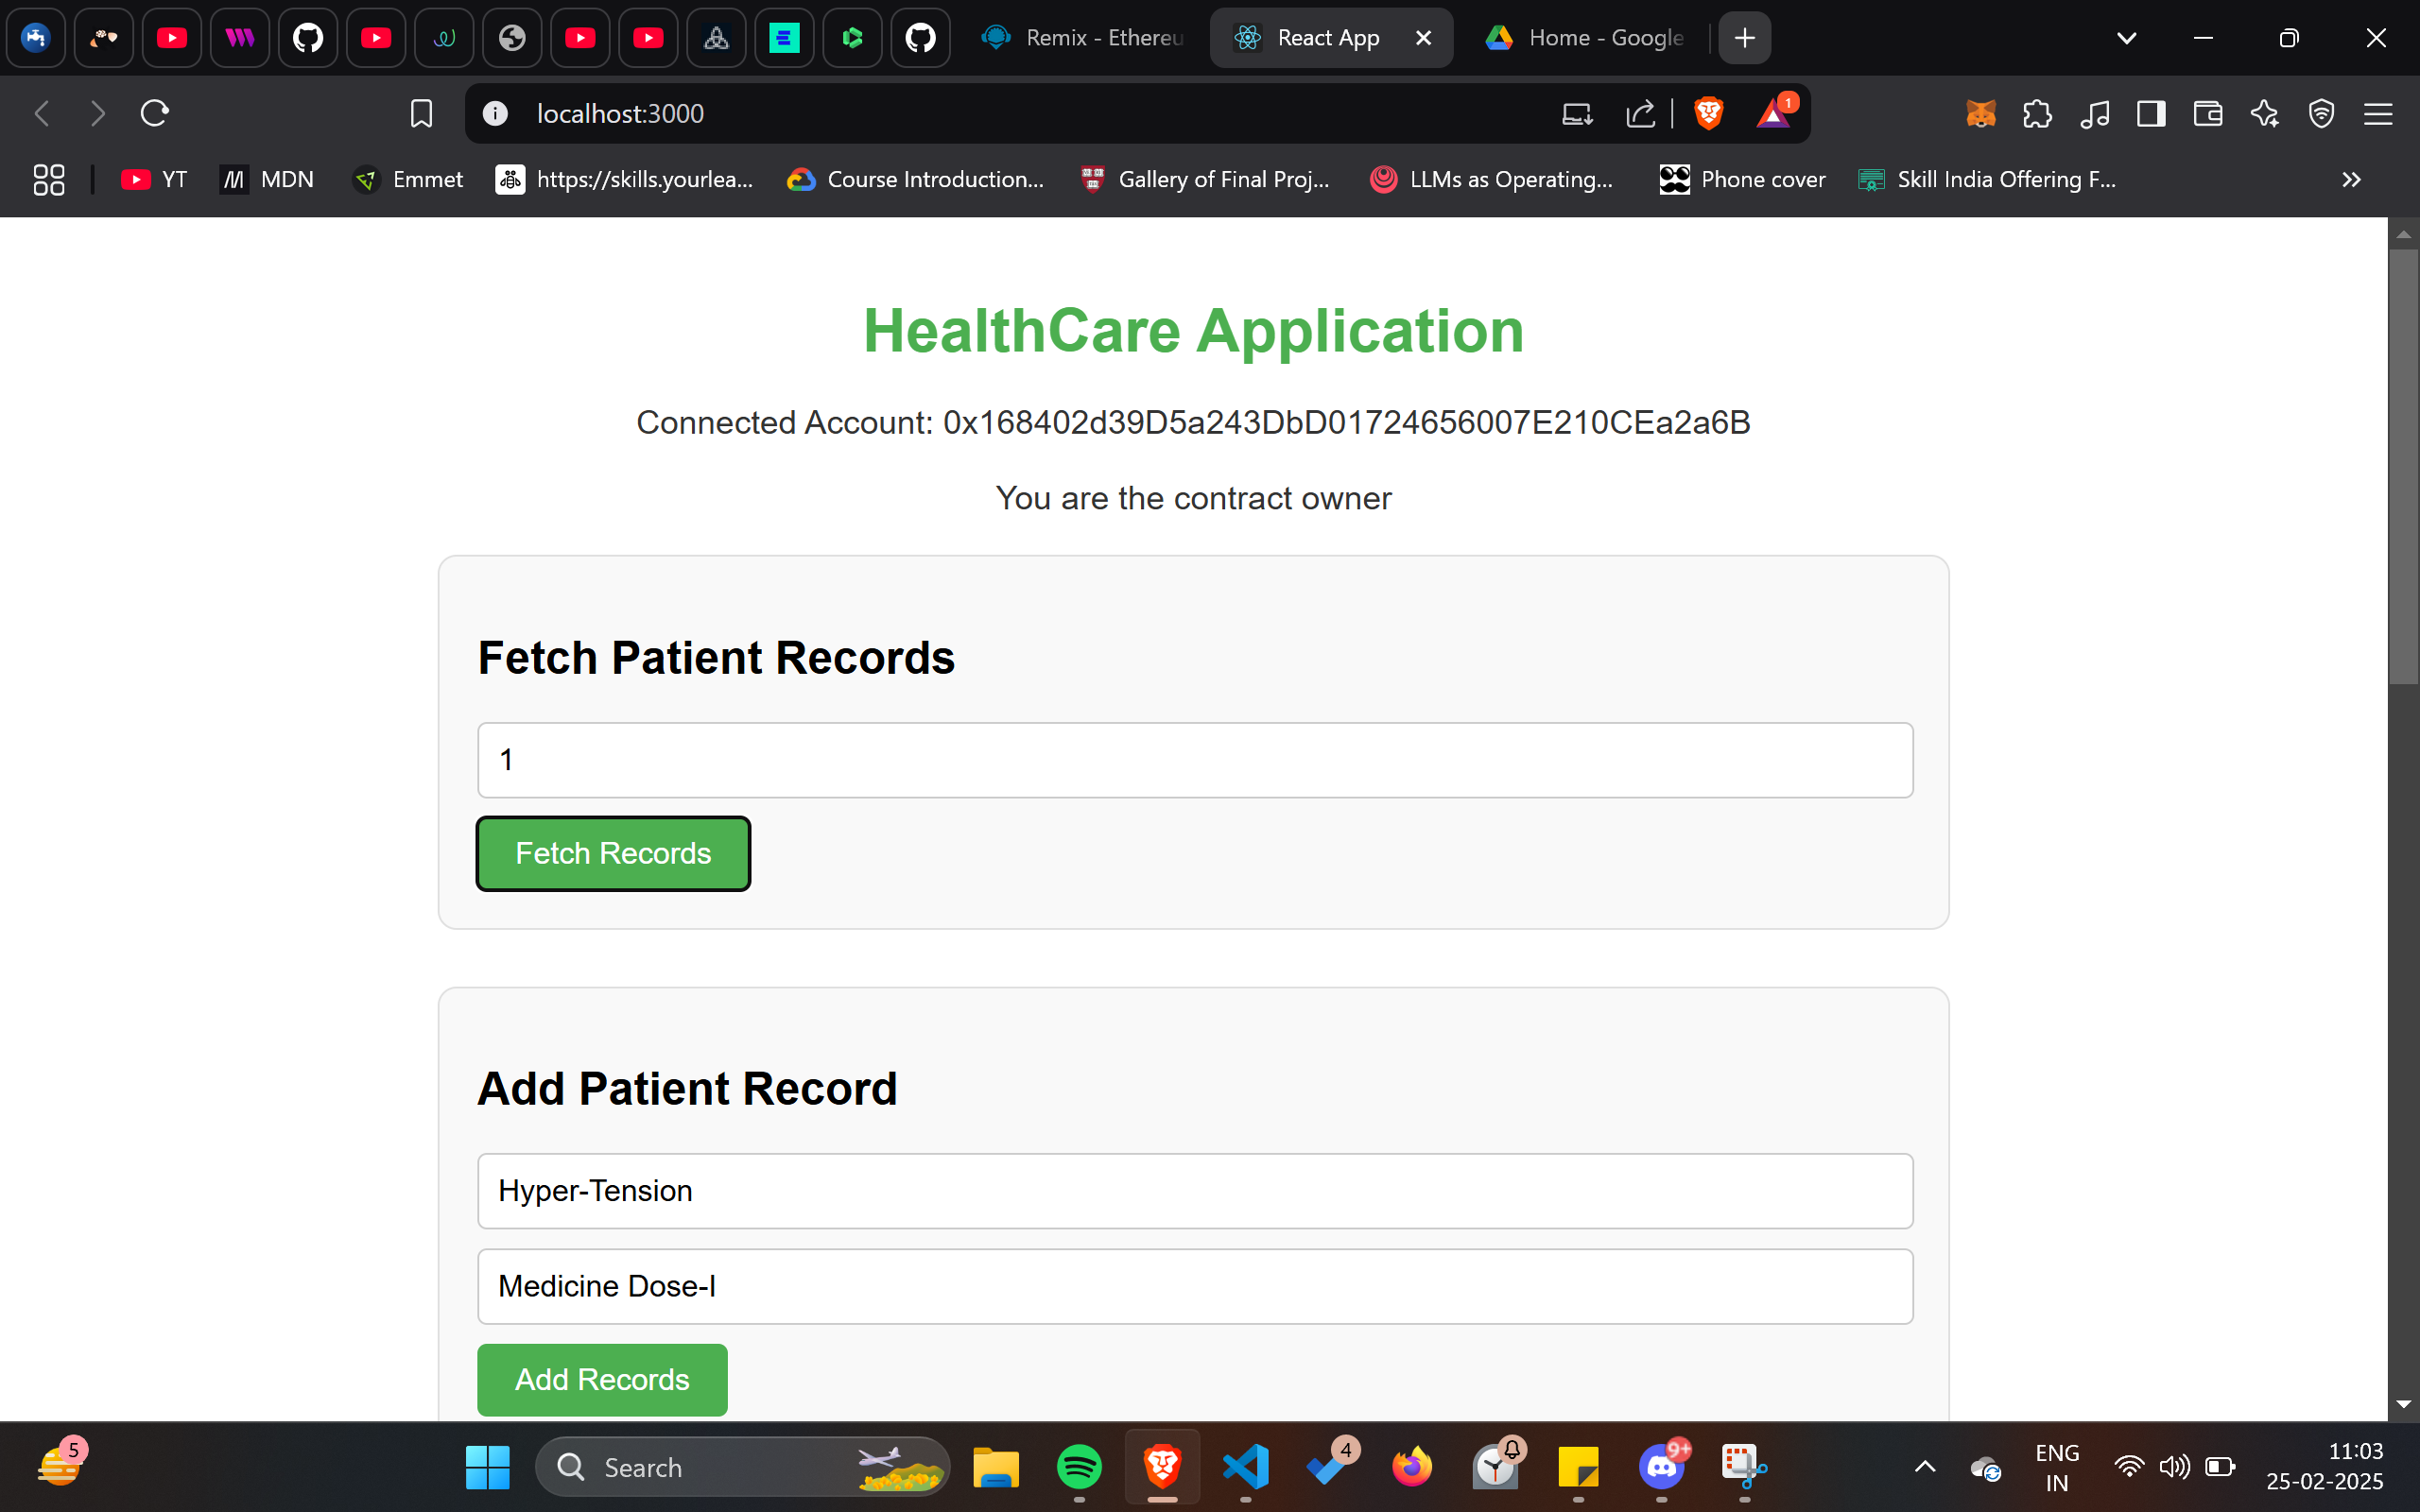 Remix - Ethereu
React App
Home - Google
localhost:3000
1
YT
MDN
Emmet
https://skills.yourlea...
Course Introduction...
Gallery of Final Proj...
LLMs as Operating...
Phone cover
Skill India Offering F...
HealthCare Application
Connected Account: 0x168402d39D5a243DbD01724656007E210CEa2a6B
You are the contract owner
Fetch Patient Records
1
Fetch Records
Add Patient Record
Hyper-Tension
Medicine Dose-I
Add Records
5
Search
4
9+
ENG
IN
11:03
25-02-2025